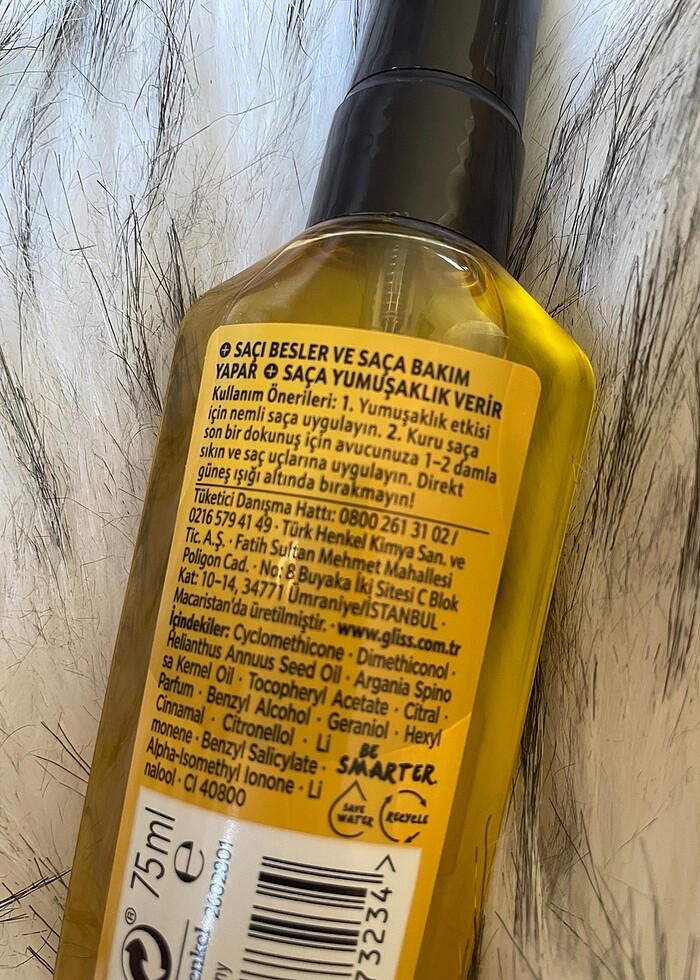 + SAÇI BESLER VE SAÇA BAKIM
YAPAR + SAÇA YUMUŞAKLIK VERİR
Kullanım Önerileri: 1. Yumuşaklık etkisi
için nemli saça uygulayın. 2. Kuru saça
son bir dokunuş için avucunuza 1–2 damla
sıkın ve saç uçlarına uygulayın. Direkt
güneş ışığı altında bırakmayın!
Tüketici Danışma Hattı: 0800 261 31 02 /
0216 579 41 49 · Türk Henkel Kimya San. ve
Tic. A.Ş. · Fatih Sultan Mehmet Mahallesi
Poligon Cad. · No: 8 Buyaka İki Sitesi C Blok
Kat: 10–14, 34771 Ümraniye/İSTANBUL ·
Macaristan'da üretilmiştir. · www.gliss.com.tr
İçindekiler: Cyclomethicone · Dimethiconol ·
Helianthus Annuus Seed Oil · Argania Spino
sa Kernel Oil · Tocopheryl Acetate · Citral ·
Parfum · Benzyl Alcohol · Geraniol · Hexyl
Cinnamal · Citronellol · Li
monene · Benzyl Salicylate ·
Alpha-Isomethyl Ionone · Li
nalool · CI 40800
BE
SMARTER
SAVE
WATER
RECYCLE
75 ml
e
®
enkel 2602001
ny
73234
>